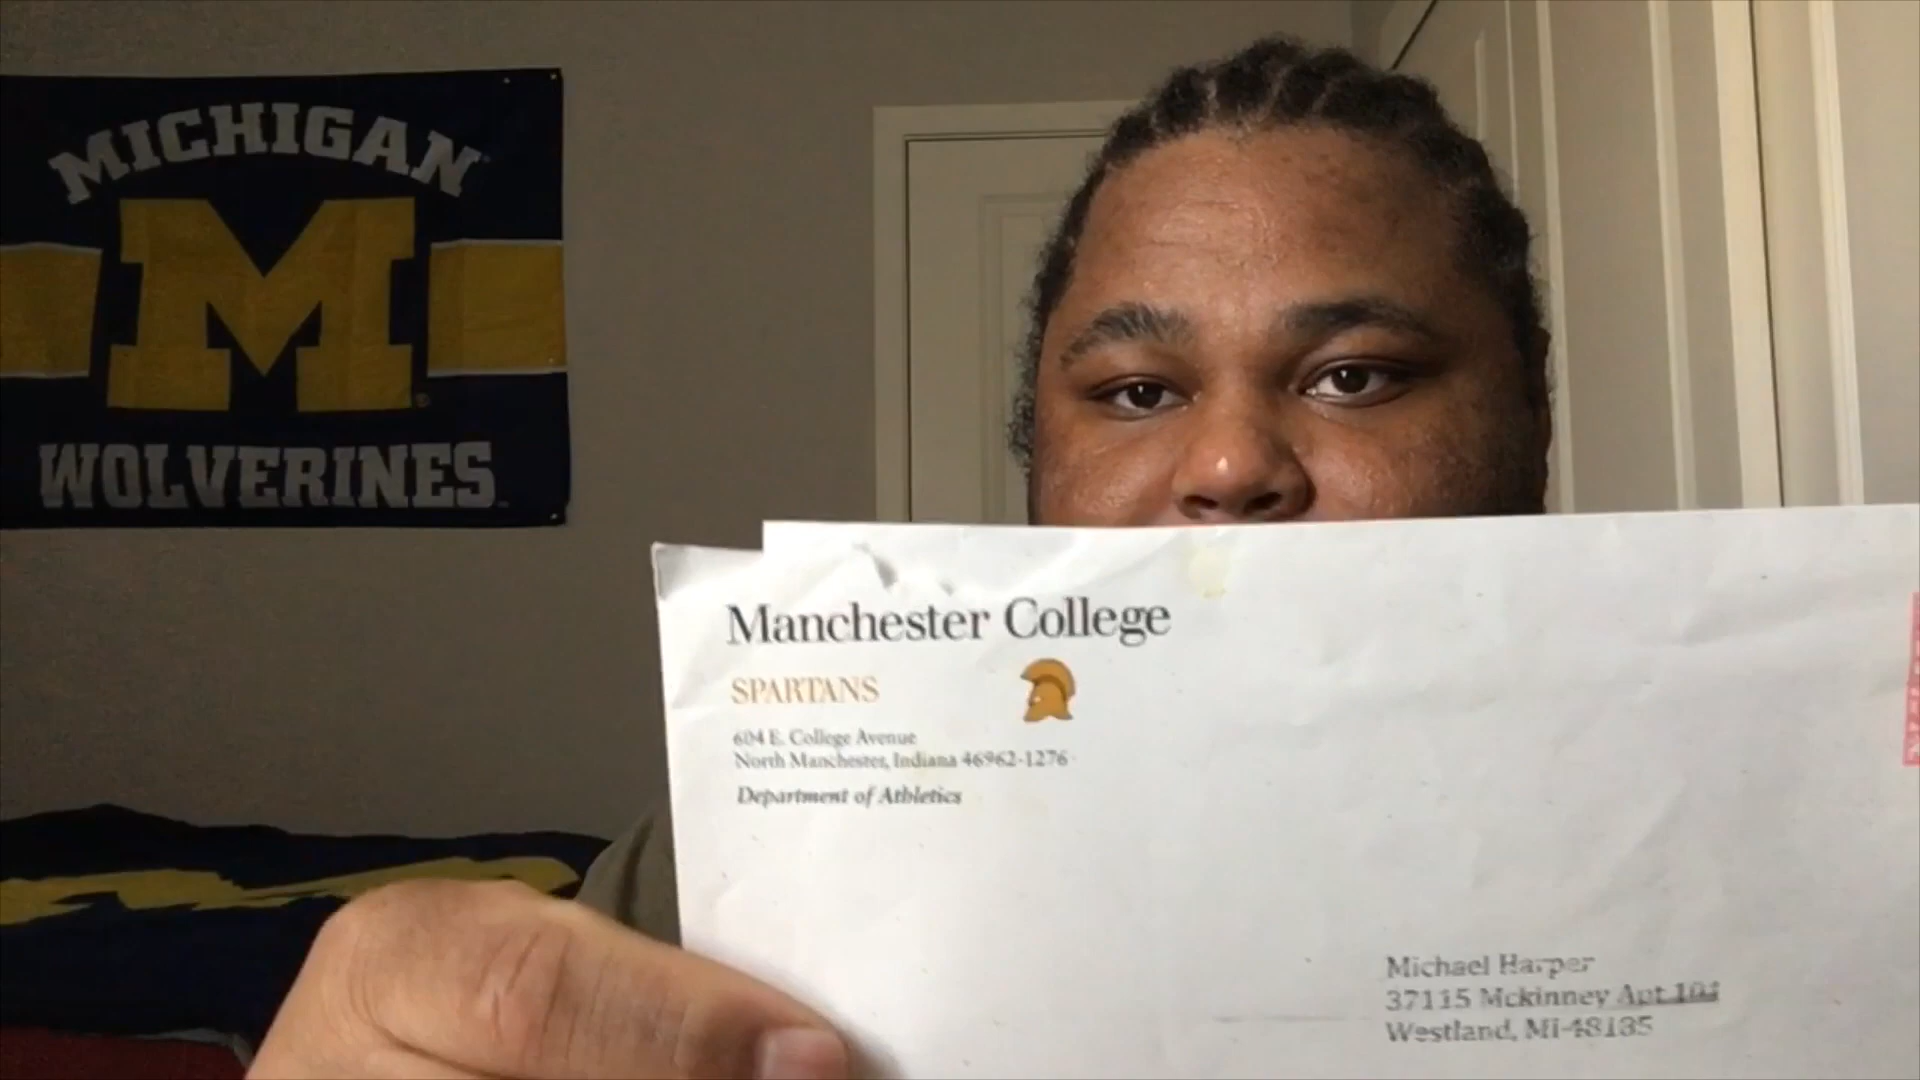 MICHIGAN
M
WOLVERINES
Manchester College
SPARTANS
604 E. College Avenue
North Manchester, Indiana 46962-1276
Department of Athletics
Michael Harper
37115 Mckinney Apt
Westland, Mi-48185